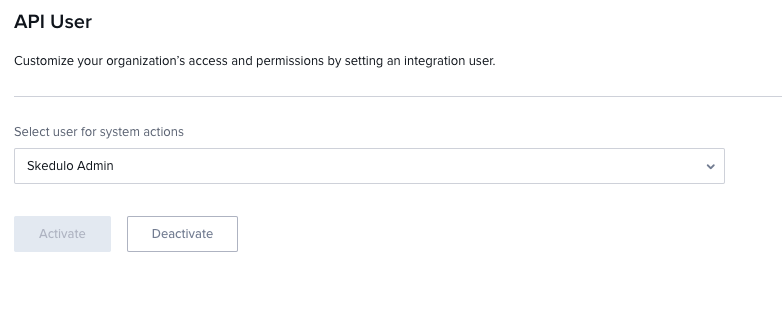 API User
Customize your organization’s access and permissions by setting an integration user.
Select user for system actions
Skedulo Admin
Activate
Deactivate